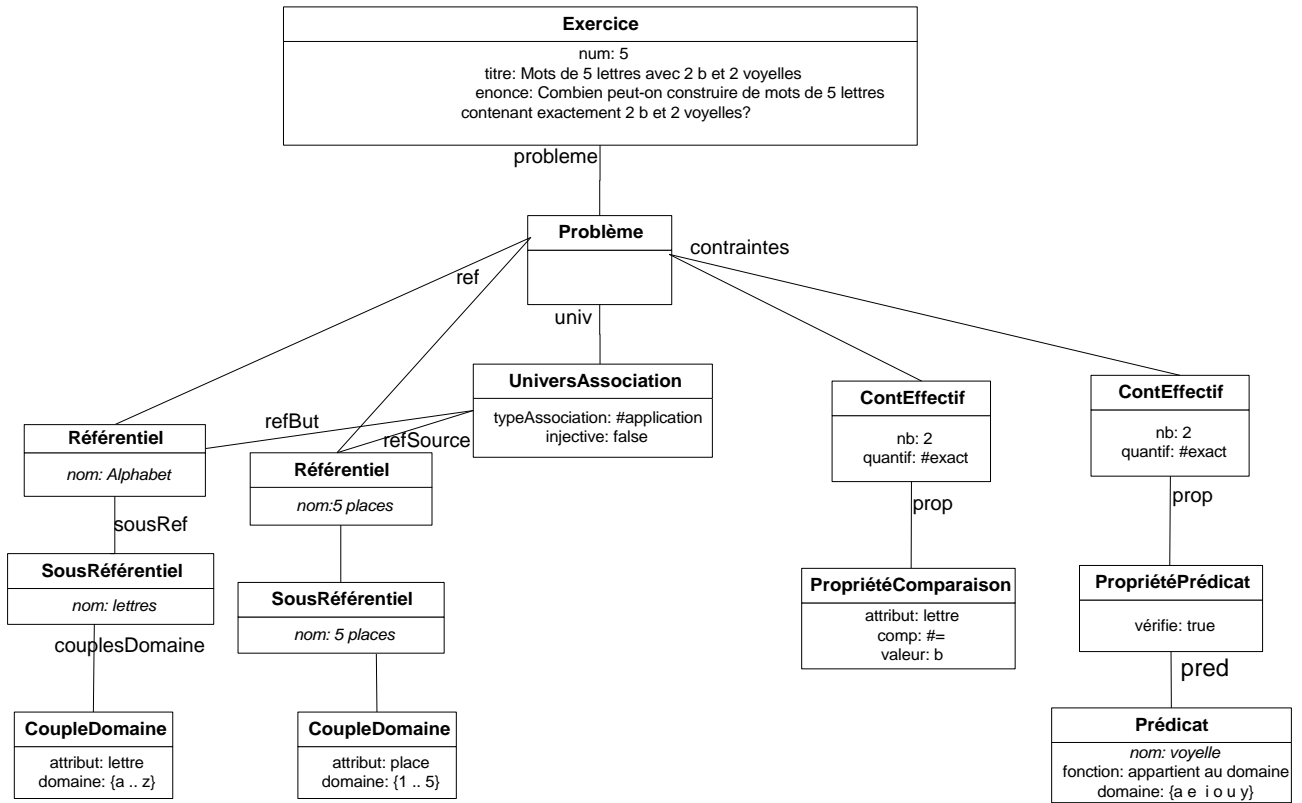 Exercice
num: 5
titre: Mots de 5 lettres avec 2 b et 2 voyelles
enonce: Combien peut-on construire de mots de 5 lettres
contenant exactement 2 b et 2 voyelles?
probleme
Problème
contraintes
ref
univ
UniversAssociation
typeAssociation: #application
injective: false
refBut
refSource
ContEffectif
nb: 2
quantif: #exact
ContEffectif
nb: 2
quantif: #exact
Référentiel
nom: Alphabet
Référentiel
nom:5 places
sousRef
prop
prop
SousRéférentiel
nom: lettres
SousRéférentiel
nom: 5 places
PropriétéComparaison
attribut: lettre
comp: #=
valeur: b
PropriétéPrédicat
vérifie: true
couplesDomaine
pred
CoupleDomaine
attribut: lettre
domaine: {a .. z}
CoupleDomaine
attribut: place
domaine: {1 .. 5}
Prédicat
nom: voyelle
fonction: appartient au domaine
domaine: {a e i o u y}